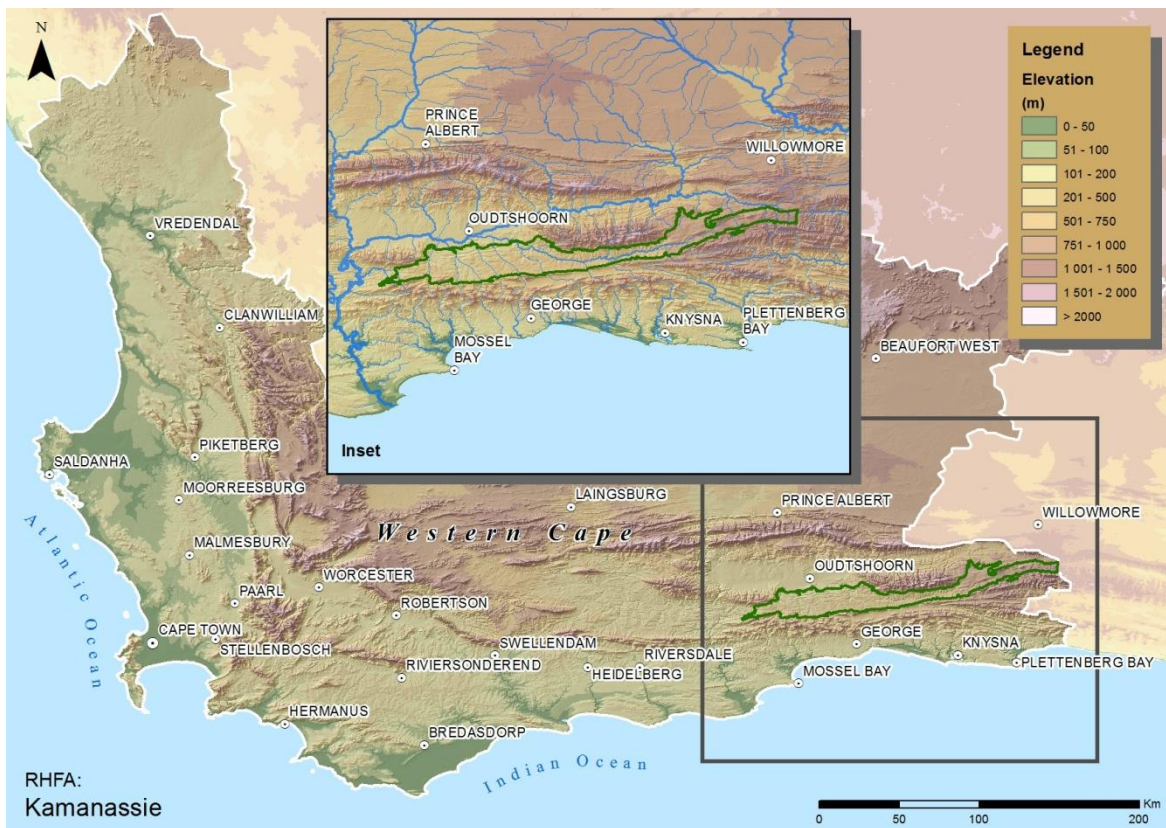 N
PRINCE
ALBERT
WILLOWMORE
OUDTSHOORN
GEORGE
KNYSNA
PLETTENBERG
BAY
MOSSEL
BAY
Inset
Legend
Elevation
(m)
0 - 50
51 - 100
101 - 200
201 - 500
501 - 750
751 - 1 000
1 001 - 1 500
1 501 - 2 000
> 2000
VREDENDAL
CLANWILLIAM
BEAUFORT WEST
PIKETBERG
SALDANHA
MOORREESBURG
LAINGSBURG
PRINCE ALBERT
WILLOWMORE
Western Cape
Atlantic Ocean
MALMESBURY
WORCESTER
OUDTSHOORN
PAARL
ROBERTSON
CAPE TOWN
STELLENBOSCH
SWELLENDAM
RIVIERSONDEREND
HEIDELBERG
RIVERSDALE
GEORGE
KNYSNA
PLETTENBERG BAY
MOSSEL BAY
HERMANUS
BREDASDORP
Indian Ocean
RHFA:
Kamanassie
Km
0 50 100 200